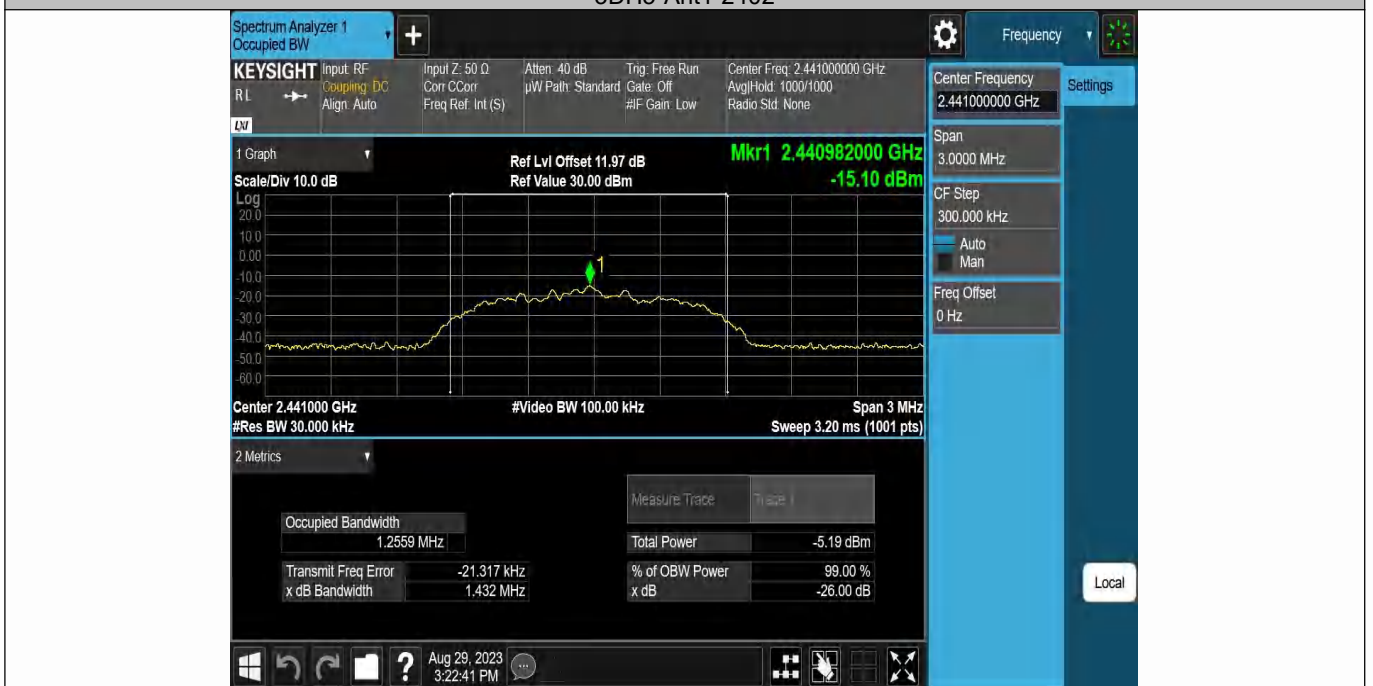 Spectrum Analyzer 1
Occupied BW
+
Frequency
KEYSIGHT
Input: RF
Input Z: 50 Ω
Atten: 40 dB
Trig: Free Run
Center Freq: 2.441000000 GHz
RL
Coupling: DC
Corr CCorr
µW Path: Standard
Gate: Off
Avg|Hold: 1000/1000
Align: Auto
Freq Ref: Int (S)
#IF Gain: Low
Radio Std: None
LXI
Center Frequency
2.441000000 GHz
Settings
Span
3.0000 MHz
CF Step
300.000 kHz
Auto
Man
Freq Offset
0 Hz
1 Graph
Ref Lvl Offset 11.97 dB
Mkr1 2.440982000 GHz
Scale/Div 10.0 dB
Ref Value 30.00 dBm
-15.10 dBm
Log
20.0
10.0
0.00
1
-10.0
-20.0
-30.0
-40.0
-50.0
-60.0
Center 2.441000 GHz
#Video BW 100.00 kHz
Span 3 MHz
#Res BW 30.000 kHz
Sweep 3.20 ms (1001 pts)
2 Metrics
Measure Trace
Trace 1
Occupied Bandwidth
1.2559 MHz
Total Power
-5.19 dBm
Transmit Freq Error
-21.317 kHz
% of OBW Power
99.00 %
x dB Bandwidth
1.432 MHz
x dB
-26.00 dB
Local
?
Aug 29, 2023
3:22:41 PM